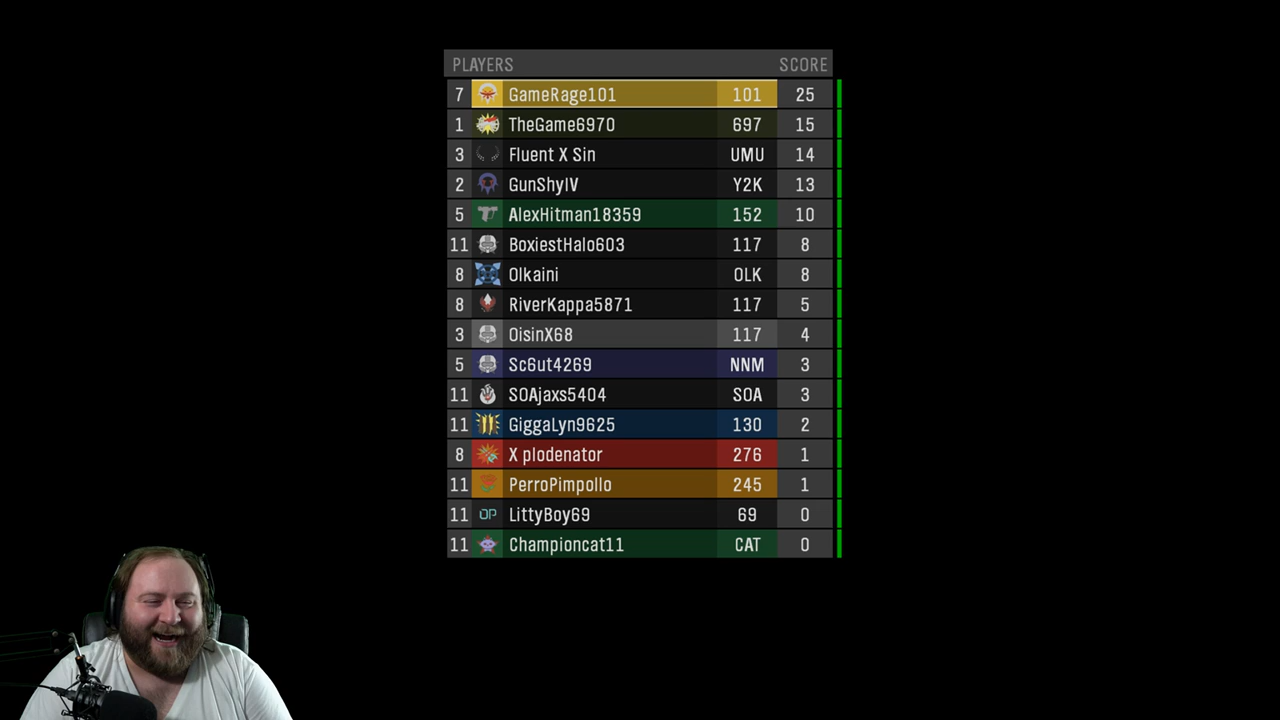 PLAYERS SCORE
7 GameRage101 101 25
1 TheGame6970 697 15
3 Fluent X Sin UMU 14
2 GunShyIV Y2K 13
5 AlexHitman18359 152 10
11 BoxiestHalo603 117 8
8 Olkaini OLK 8
8 RiverKappa5871 117 5
3 OisinX68 117 4
5 Sc6ut4269 NNM 3
11 SOAjaxs5404 SOA 3
11 GiggaLyn9625 130 2
8 X plodenator 276 1
11 PerroPimpollo 245 1
11 OP LittyBoy69 69 0
11 Championcat11 CAT 0